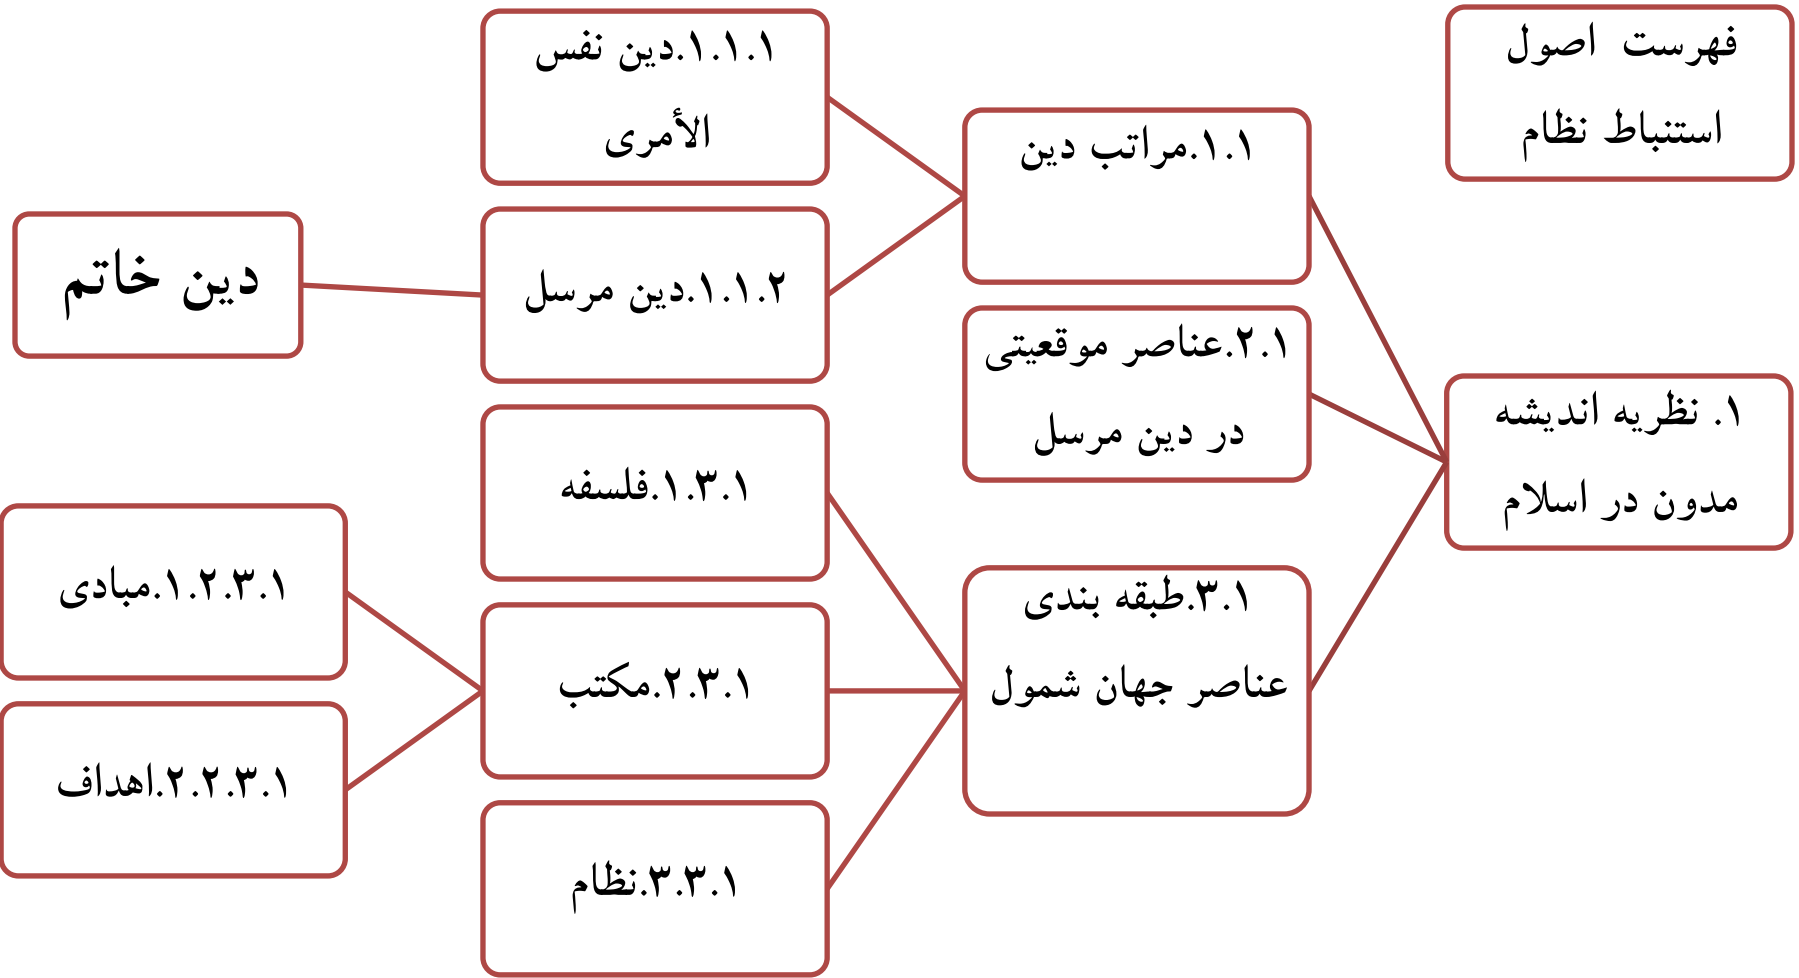 فهرست اصول
استنباط نظام
۱. نظریه اندیشه
مدون در اسلام
۱.۱.مراتب دین
۱.۱.۱.دین نفس
الأمری
۱.۱.۲.دین مرسل
دین خاتم
۲.۱.عناصر موقعیتی
در دین مرسل
۳.۱.طبقه بندی
عناصر جهان شمول
۱.۳.۱.فلسفه
۲.۳.۱.مکتب
۱.۲.۳.۱.مبادی
۲.۲.۳.۱.اهداف
۳.۳.۱.نظام